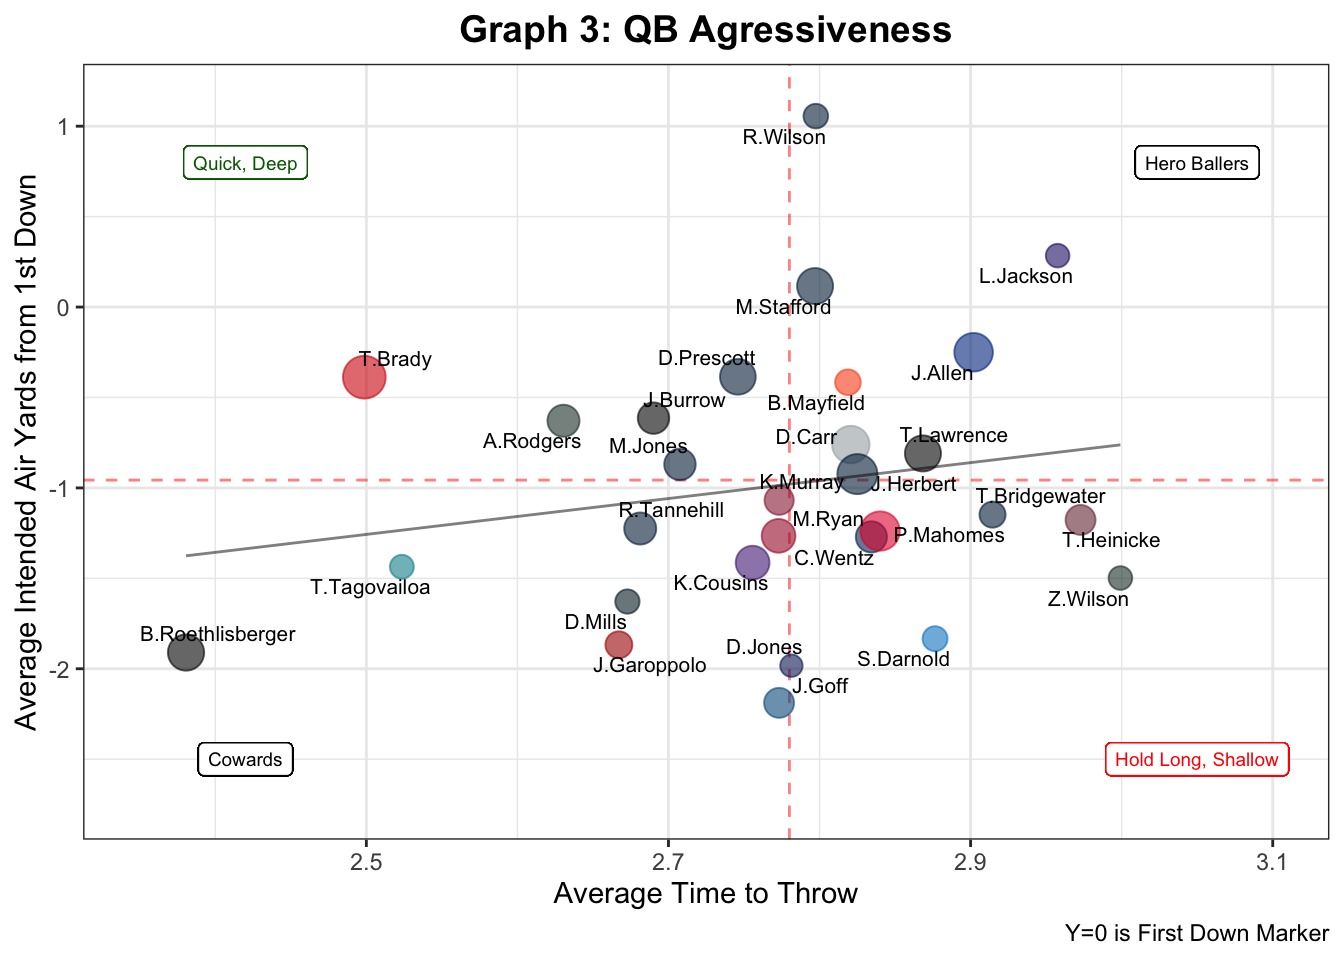 Graph 3: QB Agressiveness
Average Intended Air Yards from 1st Down
1
0
-1
-2
Quick, Deep
Hero Ballers
R.Wilson
L.Jackson
M.Stafford
T.Brady
D.Prescott
J.Allen
J.Burrow
B.Mayfield
A.Rodgers
M.Jones
D.Carr
T.Lawrence
K.Murray
J.Herbert
T.Bridgewater
R.Tannehill
M.Ryan
P.Mahomes
T.Heinicke
C.Wentz
K.Cousins
T.Tagovailoa
Z.Wilson
D.Mills
B.Roethlisberger
D.Jones
S.Darnold
J.Garoppolo
J.Goff
Cowards
Hold Long, Shallow
2.5
2.7
2.9
3.1
Average Time to Throw
Y=0 is First Down Marker